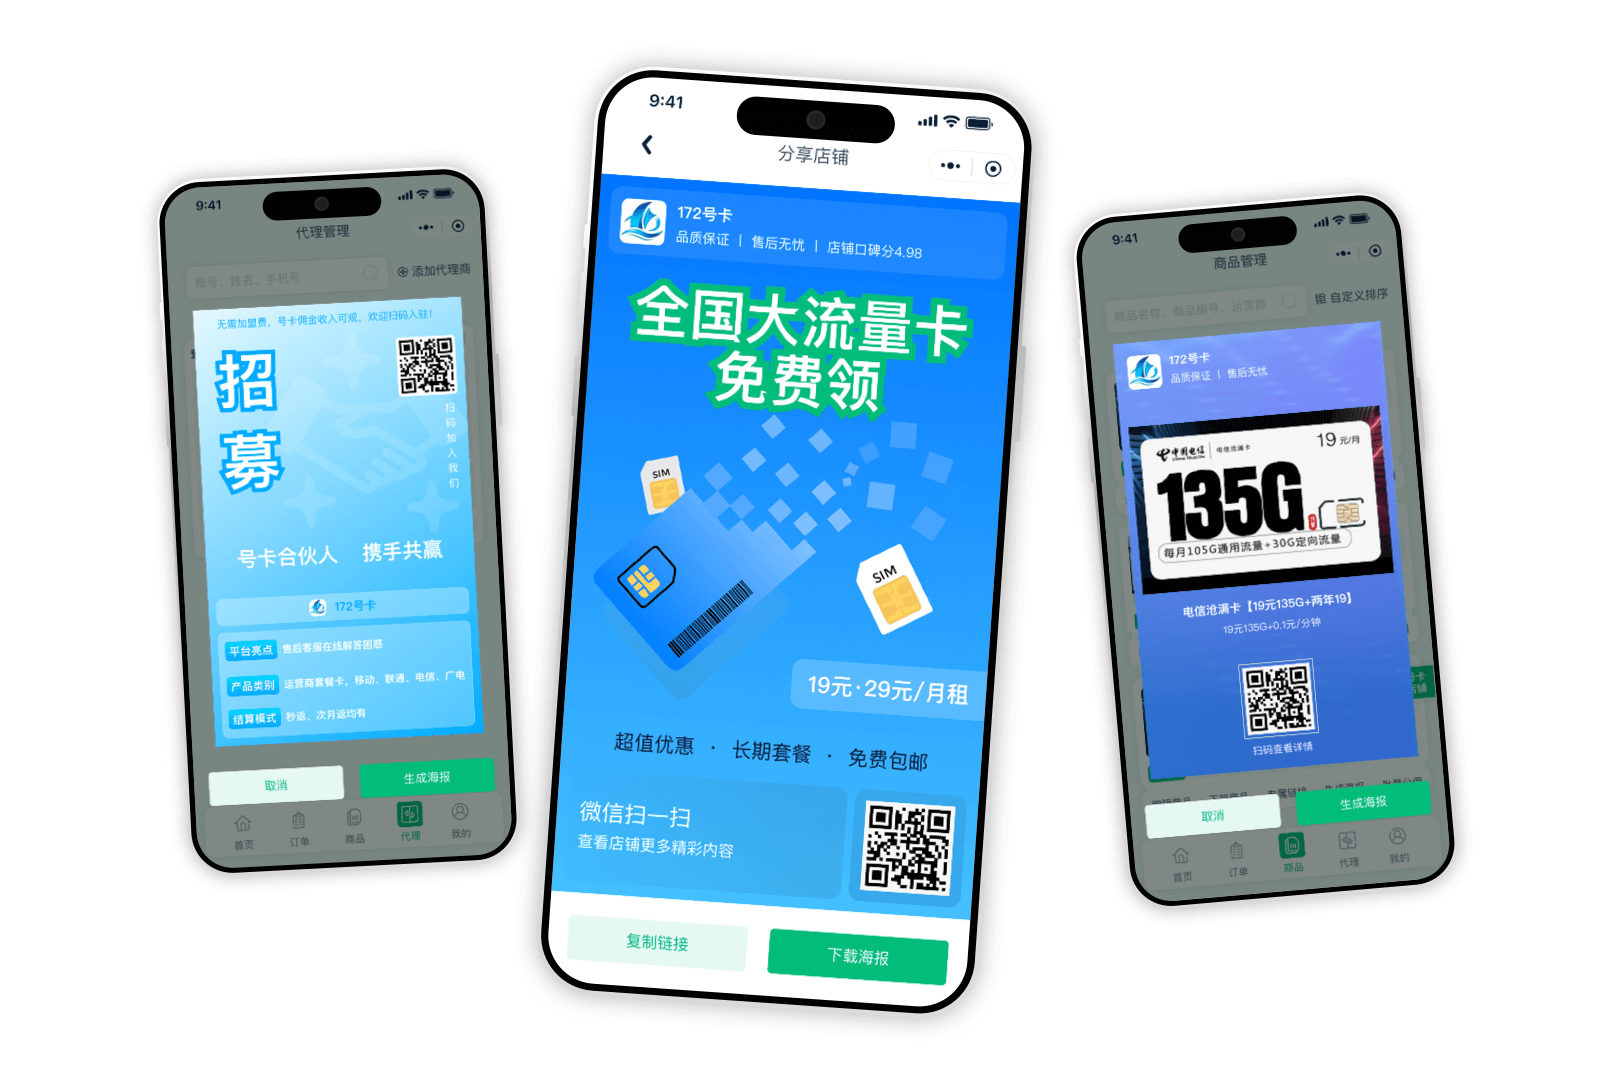 9:41
代理管理
账号、姓名、手机号
添加代理商
无需加盟费，号卡佣金收入可观，欢迎扫码入驻！
招
募
扫码加入我们
号卡合伙人 携手共赢
172号卡
平台亮点 售后客服在线解答困惑
产品类别 运营商套餐卡，移动、联通、电信、广电
结算模式 秒返、次月返均有
取消 生成海报
首页 订单 商品 代理 我的
9:41
分享店铺
172号卡
品质保证 | 售后无忧 | 店铺口碑分4.98
全国大流量卡
免费领
SIM
SIM
19元·29元/月租
超值优惠 · 长期套餐 · 免费包邮
微信扫一扫
查看店铺更多精彩内容
复制链接 下载海报
9:41
商品管理
商品名称、商品编号、运营商
自定义排序
172号卡
品质保证 | 售后无忧
中国电信 电信沧满卡 19元/月
135G
每月105G通用流量+30G定向流量
电信沧满卡【19元135G+两年19】
19元135G+0.1元/分钟
扫码查看详情
取消 生成海报
首页 订单 商品 代理 我的